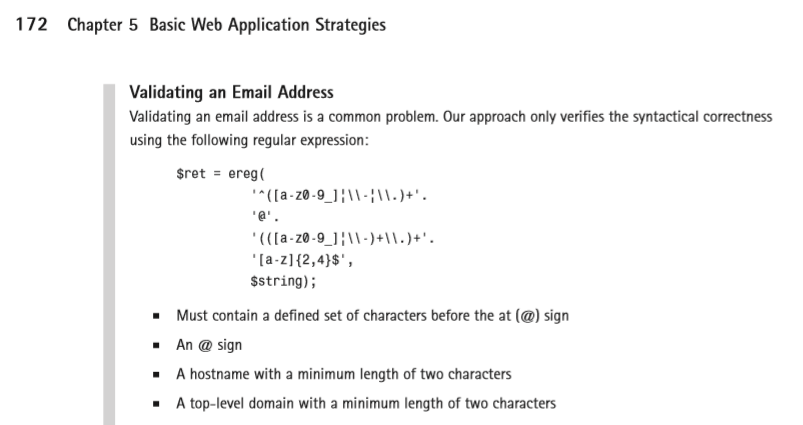 172 Chapter 5 Basic Web Application Strategies
Validating an Email Address
Validating an email address is a common problem. Our approach only verifies the syntactical correctness
using the following regular expression:
$ret = ereg(
'^([a-z0-9_]¦\\-¦\\.)+'.
'@'.
'(([a-z0-9_]¦\\-)+\\.)+'.
'[a-z]{2,4}$',
$string);
▪ Must contain a defined set of characters before the at (@) sign
▪ An @ sign
▪ A hostname with a minimum length of two characters
▪ A top-level domain with a minimum length of two characters